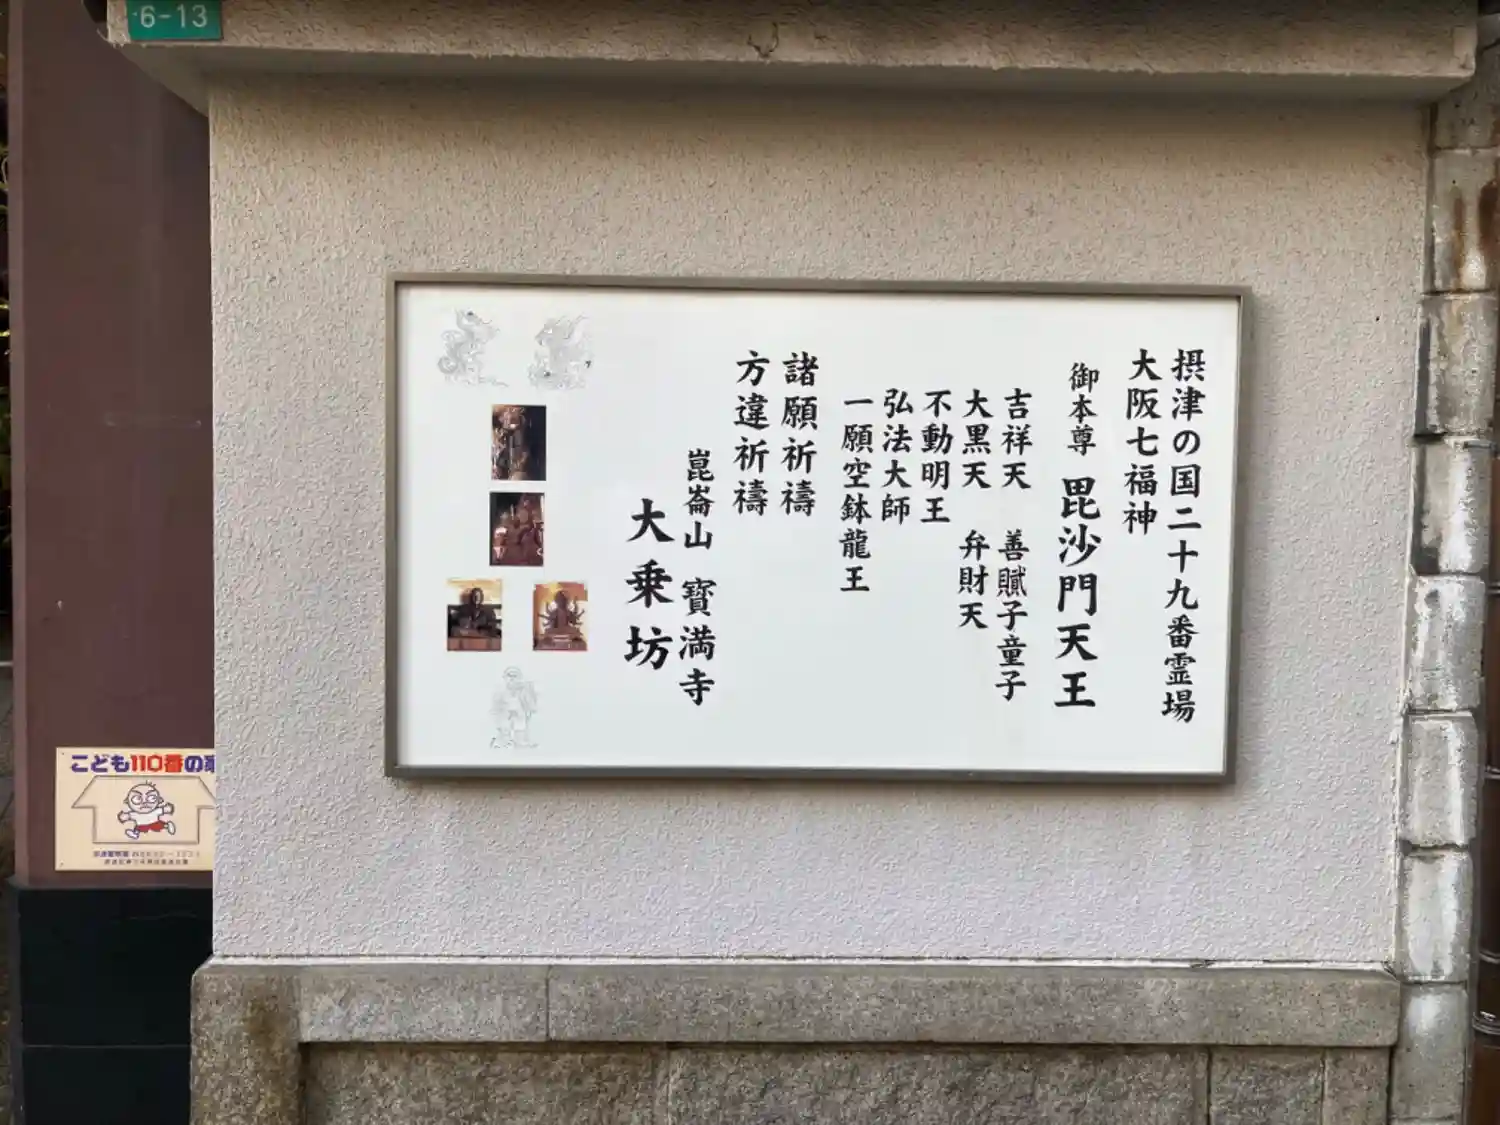 6-13
摂津の国二十九番霊場
大阪七福神
御本尊 毘沙門天王
吉祥天 善賦子童子
大黒天 弁財天
不動明王
弘法大師
一願空鉢龍王
諸願祈禱
方違祈禱
崑崙山 寳満寺
大乗坊
こども110番の